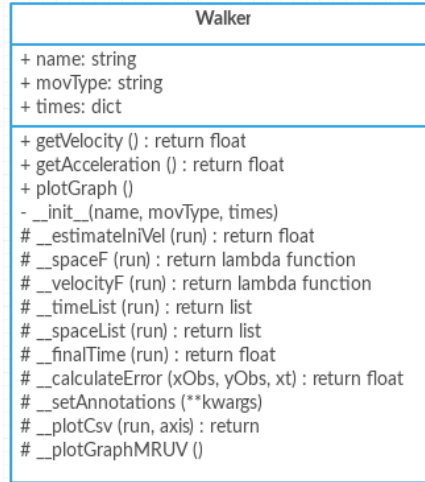 Walker
+ name: string
+ movType: string
+ times: dict
+ getVelocity () : return float
+ getAcceleration () : return float
+ plotGraph ()
- __init__(name, movType, times)
# __estimateIniVel (run) : return float
# __spaceF (run) : return lambda function
# __velocityF (run) : return lambda function
# __timeList (run) : return list
# __spaceList (run) : return list
# __finalTime (run) : return float
# __calculateError (xObs, yObs, xt) : return float
# __setAnnotations (**kwargs)
# __plotCsv (run, axis) : return
# __plotGraphMRUV ()